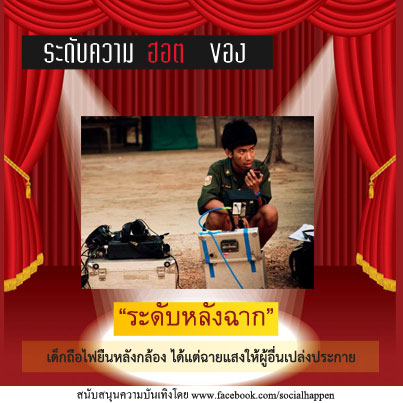 ระดับความ ฮอต ของ
“ระดับหลังฉาก”
เด็กถือไฟยืนหลังกล้อง ได้แต่ฉายแสงให้ผู้อื่นเปล่งประกาย
สนับสนุนความบันเทิงโดย www.facebook.com/socialhappen